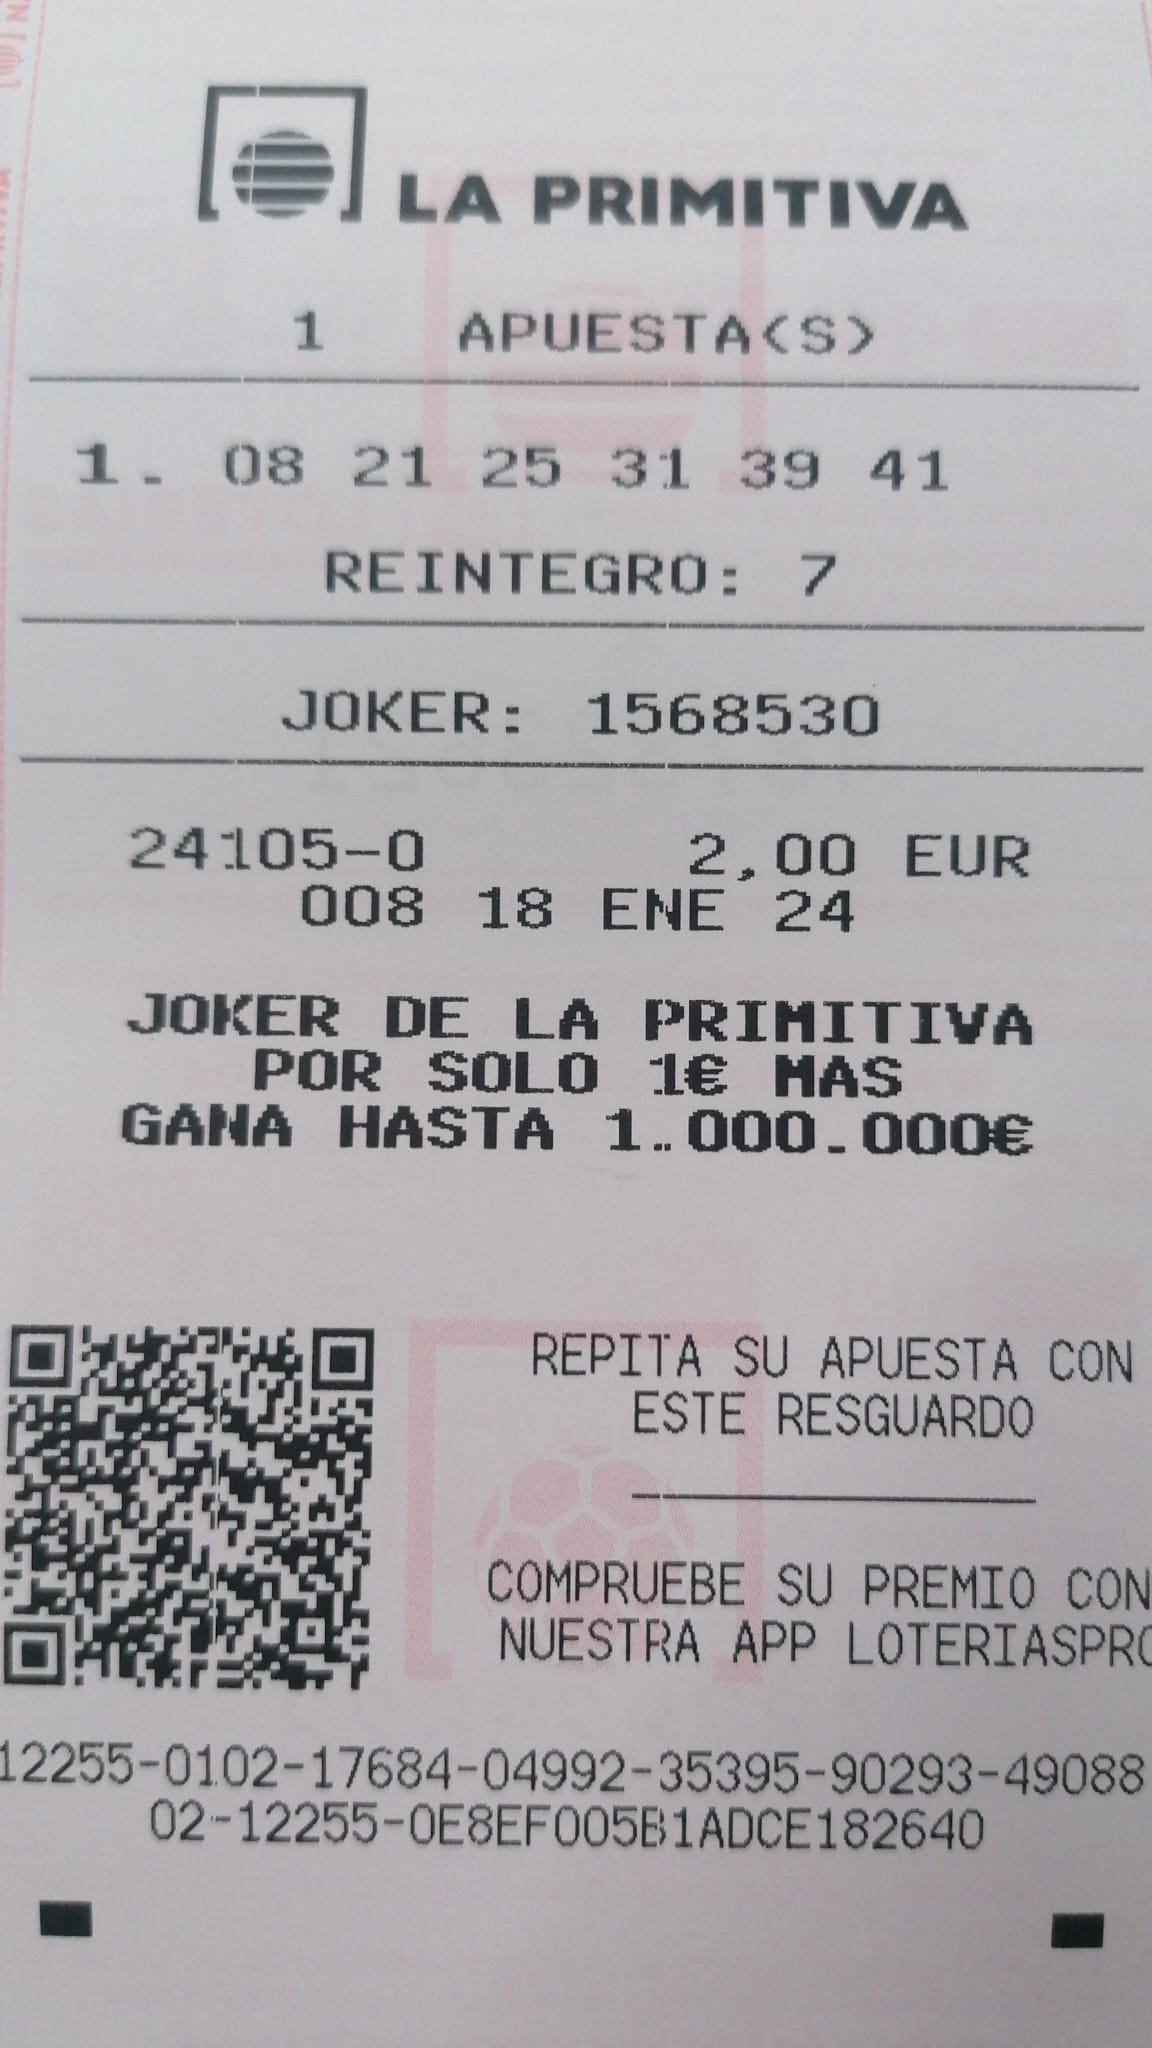 LA PRIMITIVA
1 APUESTA(S)
1. 08 21 25 31 39 41
REINTEGRO: 7
JOKER: 1568530
24105-0 2,00 EUR
008 18 ENE 24
JOKER DE LA PRIMITIVA
POR SOLO 1€ MAS
GANA HASTA 1.000.000€
REPITA SU APUESTA CON
ESTE RESGUARDO
COMPRUEBE SU PREMIO CON
NUESTRA APP LOTERIASPRO
12255-0102-17684-04992-35395-90293-49088
02-12255-0E8EF005B1ADCE182640